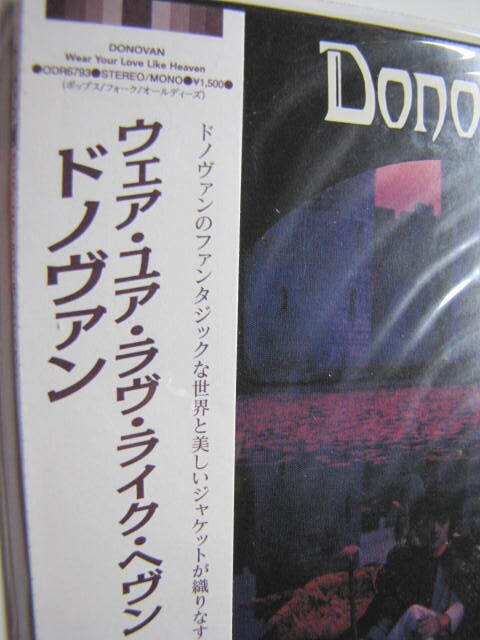 DONOVAN
Wear Your Love Like Heaven
●ODR6793●STEREO/MONO●¥1,500●
(ポップス/フォーク/オールディーズ)
ドノヴァンのファンタジックな世界と美しいジャケットが織りなす
ウェア・ユア・ラヴ・ライク・ヘヴン
ドノヴァン
Dono